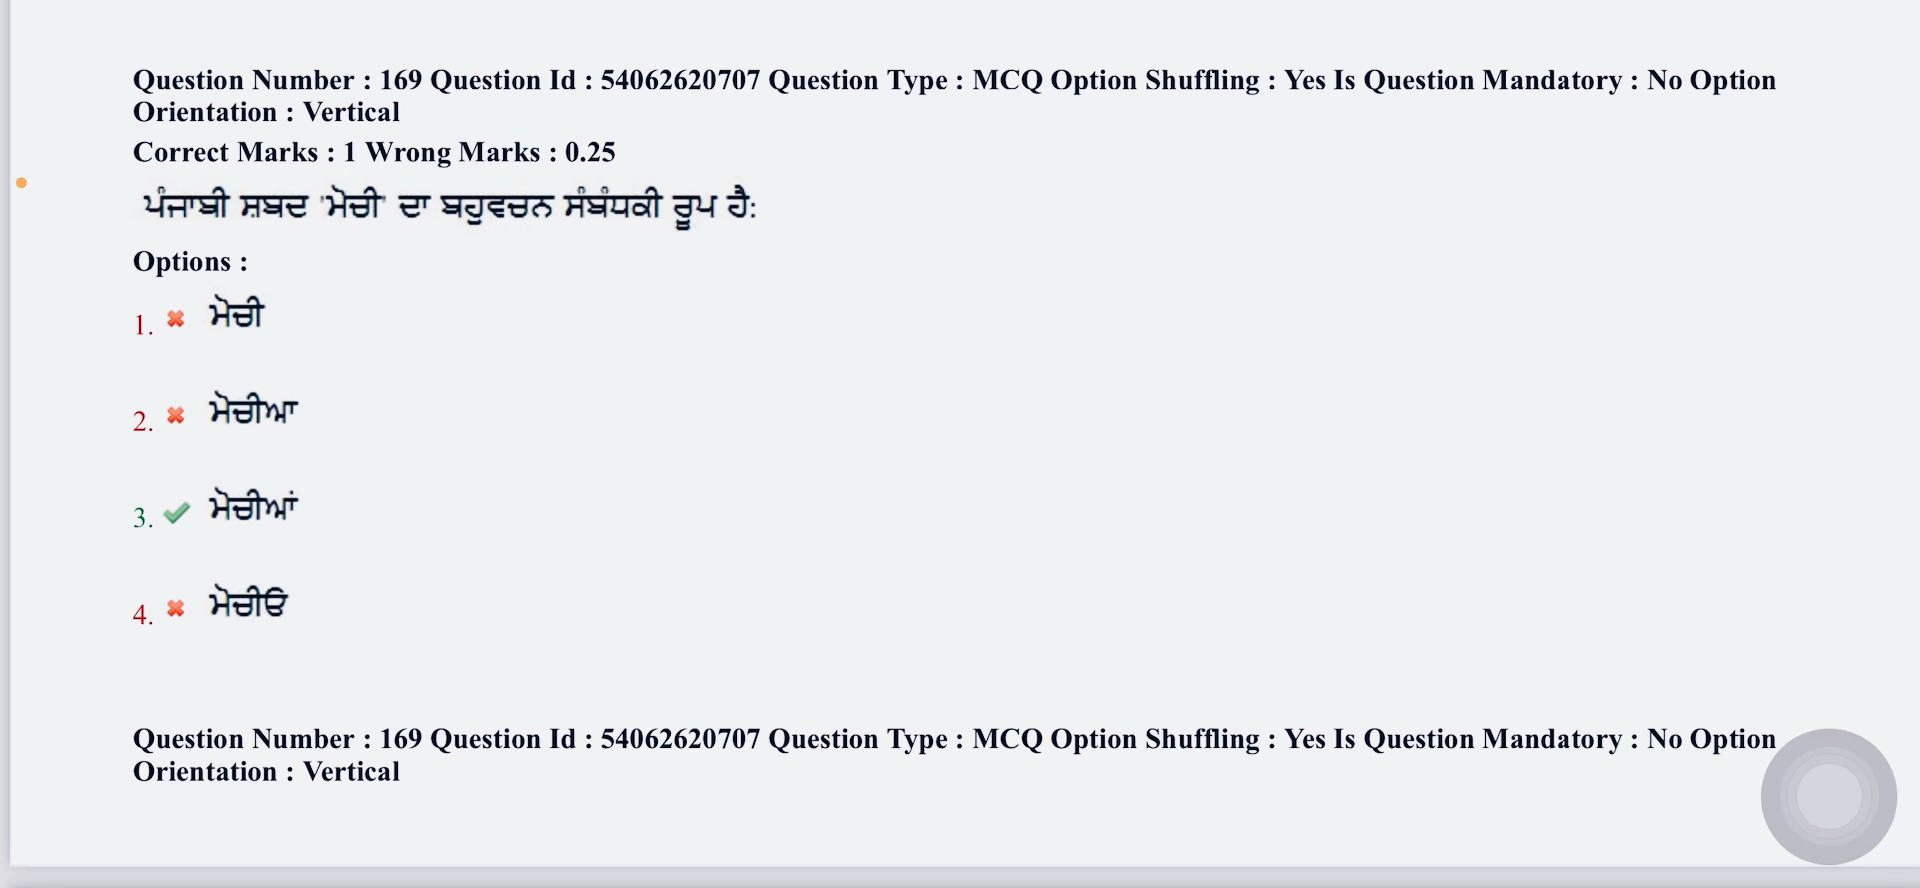 Question Number : 169 Question Id : 54062620707 Question Type : MCQ Option Shuffling : Yes Is Question Mandatory : No Option
Orientation : Vertical
Correct Marks : 1 Wrong Marks : 0.25
ਪੰਜਾਬੀ ਸ਼ਬਦ 'ਮੋਚੀ' ਦਾ ਬਹੁਵਚਨ ਸੰਬੰਧਕੀ ਰੂਪ ਹੈ:
Options :
1. ਮੋਚੀ
2. ਮੋਚੀਆ
3. ਮੋਚੀਆਂ
4. ਮੋਚੀਓ
Question Number : 169 Question Id : 54062620707 Question Type : MCQ Option Shuffling : Yes Is Question Mandatory : No Option
Orientation : Vertical